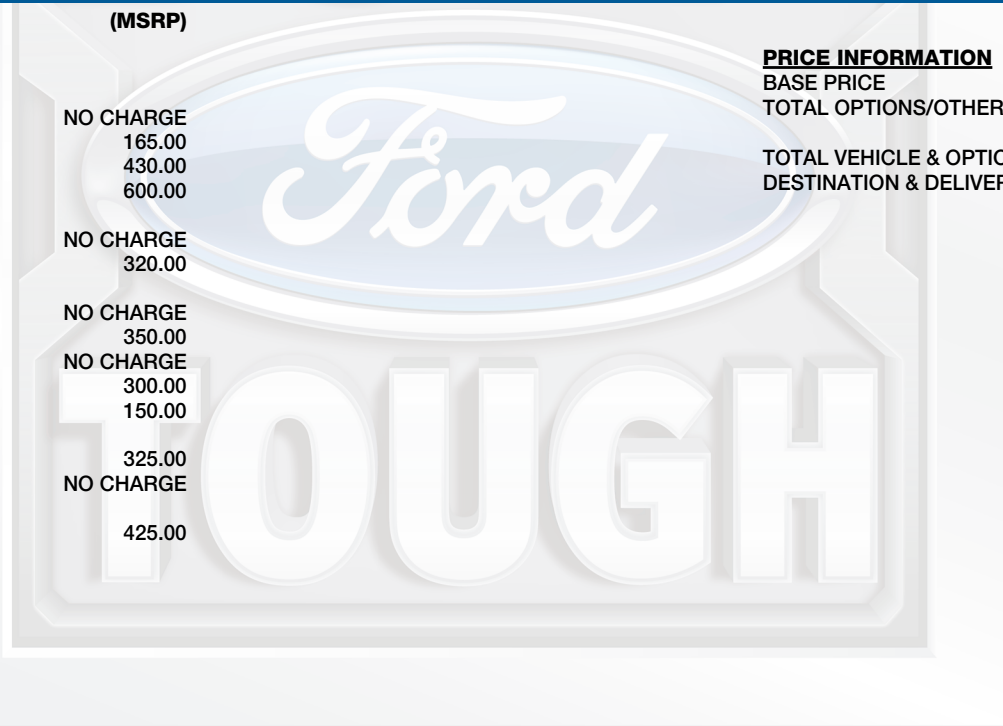 (MSRP)
NO CHARGE
165.00
430.00
600.00
NO CHARGE
320.00
NO CHARGE
350.00
NO CHARGE
300.00
150.00
325.00
NO CHARGE
425.00
PRICE INFORMATION
BASE PRICE
TOTAL OPTIONS/OTHER
TOTAL VEHICLE & OPTIO
DESTINATION & DELIVER
Ford
TOUGH